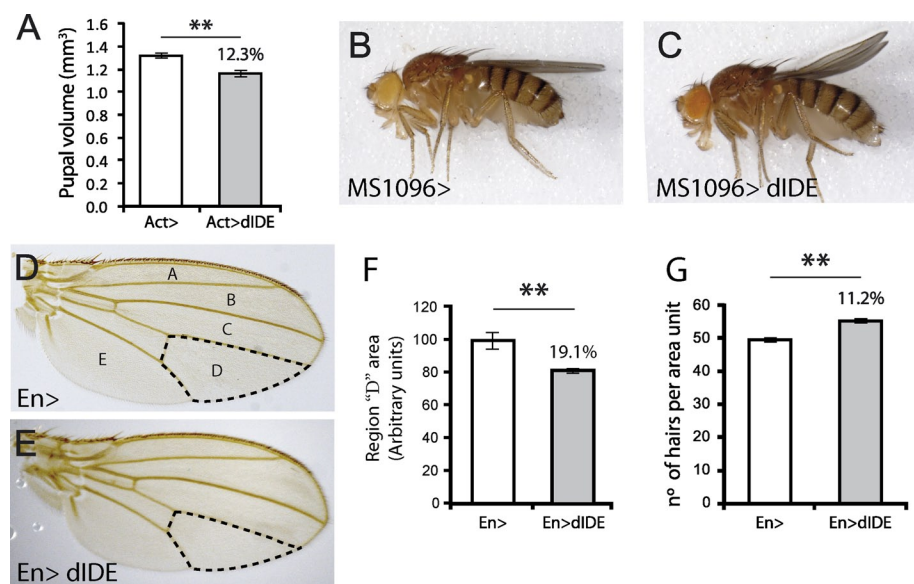 A
Pupal volume (mm³)
1.6
1.4
1.2
1.0
0.8
0.6
0.4
0.2
0.0
**
12.3%
Act>
Act>dIDE
B
MS1096>
C
MS1096> dIDE
D
A
B
C
D
E
En>
E
En> dIDE
F
Region "D" area
(Arbitrary units)
120
100
80
60
40
20
0
**
19.1%
En>
En>dIDE
G
nº of hairs per area unit
60
50
40
30
20
10
0
**
11.2%
En>
En>dIDE